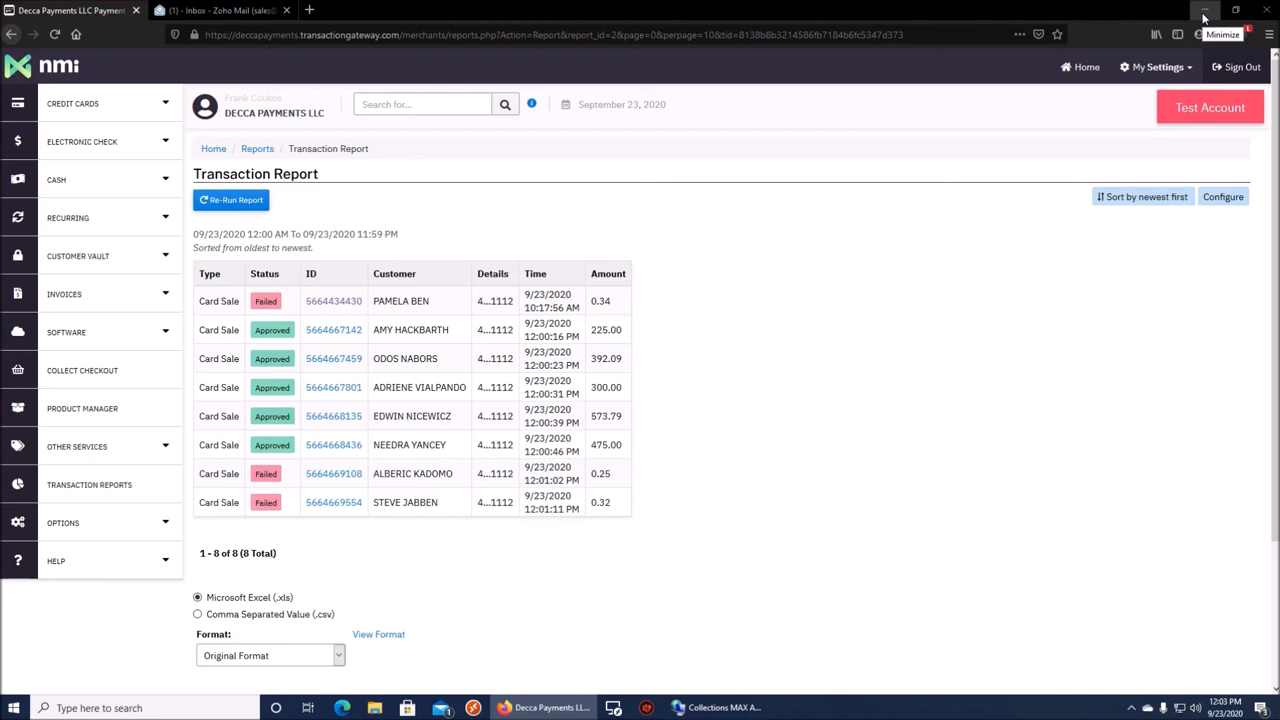 Decca Payments LLC Payment
(1) - Inbox - Zoho Mail (sales@
https://deccapayments.transactiongateway.com/merchants/reports.php?Action=Report&report_id=2&page=0&perpage=10&tid=8138b8b3214586fb7184b6fc5347d373
Minimize
L
nmi
Home
My Settings
Sign Out
CREDIT CARDS
ELECTRONIC CHECK
CASH
RECURRING
CUSTOMER VAULT
INVOICES
SOFTWARE
COLLECT CHECKOUT
PRODUCT MANAGER
OTHER SERVICES
TRANSACTION REPORTS
OPTIONS
HELP
Frank Coukos
DECCA PAYMENTS LLC
Search for...
September 23, 2020
Test Account
Home / Reports / Transaction Report
Transaction Report
Re-Run Report
Sort by newest first
Configure
09/23/2020 12:00 AM To 09/23/2020 11:59 PM
Sorted from oldest to newest.
Type Status ID Customer Details Time Amount
Card Sale Failed 5664434430 PAMELA BEN 4...1112 9/23/2020 10:17:56 AM 0.34
Card Sale Approved 5664667142 AMY HACKBARTH 4...1112 9/23/2020 12:00:16 PM 225.00
Card Sale Approved 5664667459 ODOS NABORS 4...1112 9/23/2020 12:00:23 PM 392.09
Card Sale Approved 5664667801 ADRIENE VIALPANDO 4...1112 9/23/2020 12:00:31 PM 300.00
Card Sale Approved 5664668135 EDWIN NICEWICZ 4...1112 9/23/2020 12:00:39 PM 573.79
Card Sale Approved 5664668436 NEEDRA YANCEY 4...1112 9/23/2020 12:00:46 PM 475.00
Card Sale Failed 5664669108 ALBERIC KADOMO 4...1112 9/23/2020 12:01:02 PM 0.25
Card Sale Failed 5664669554 STEVE JABBEN 4...1112 9/23/2020 12:01:11 PM 0.32
1 - 8 of 8 (8 Total)
Microsoft Excel (.xls)
Comma Separated Value (.csv)
Format:
View Format
Original Format
Type here to search
Decca Payments LL...
Collections MAX A...
12:03 PM
9/23/2020
3